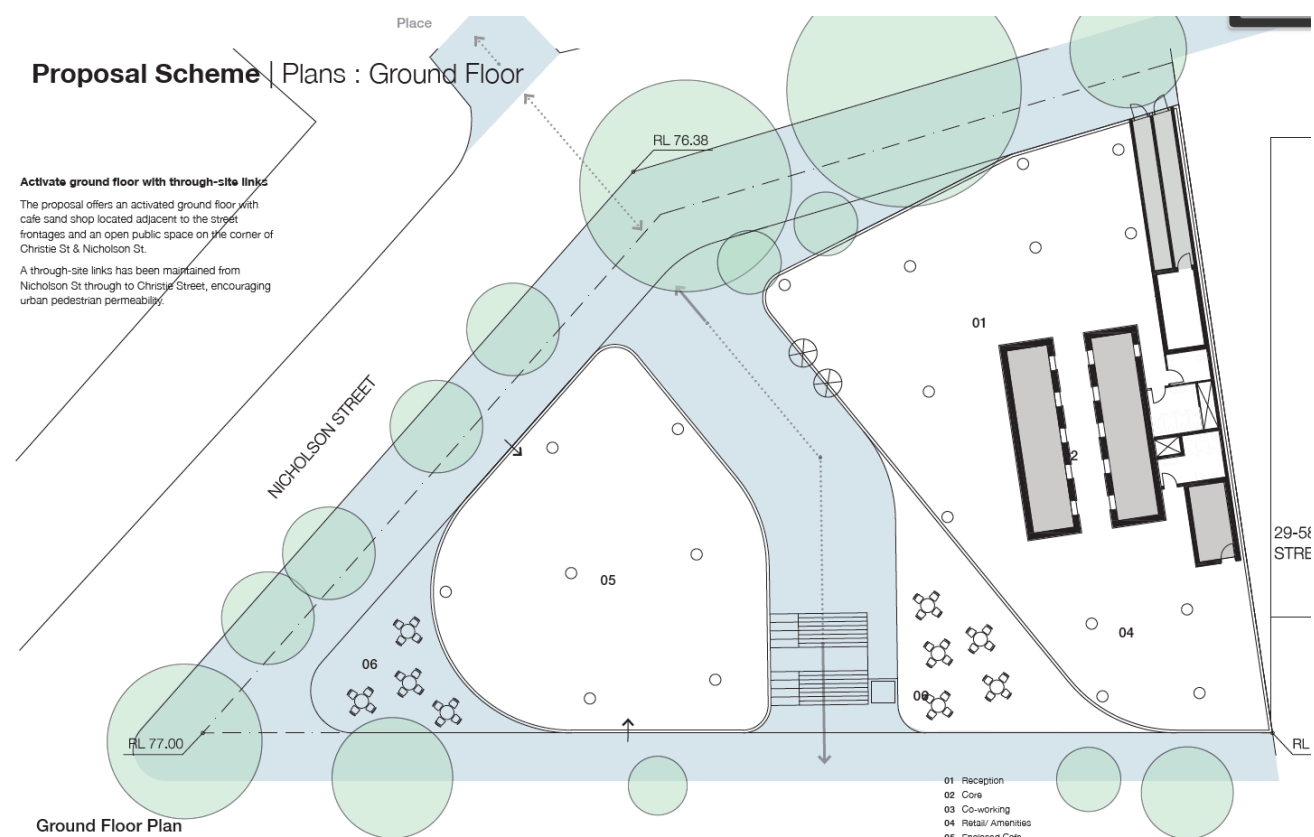 Place
Proposal Scheme | Plans : Ground Floor
RL 76.38
Activate ground floor with through-site links
The proposal offers an activated ground floor with
cafe sand shop located adjacent to the street
frontages and an open public space on the corner of
Christie St & Nicholson St.
A through-site links has been maintained from
Nicholson St through to Christie Street, encouraging
urban pedestrian permeability.
01
NICHOLSON STREET
2
29-58
STRE
05
04
06
06
RL 77.00
RL
01 Reception
02 Core
03 Co-working
04 Retail/ Amenities
05 Enclosed Cafe
Ground Floor Plan